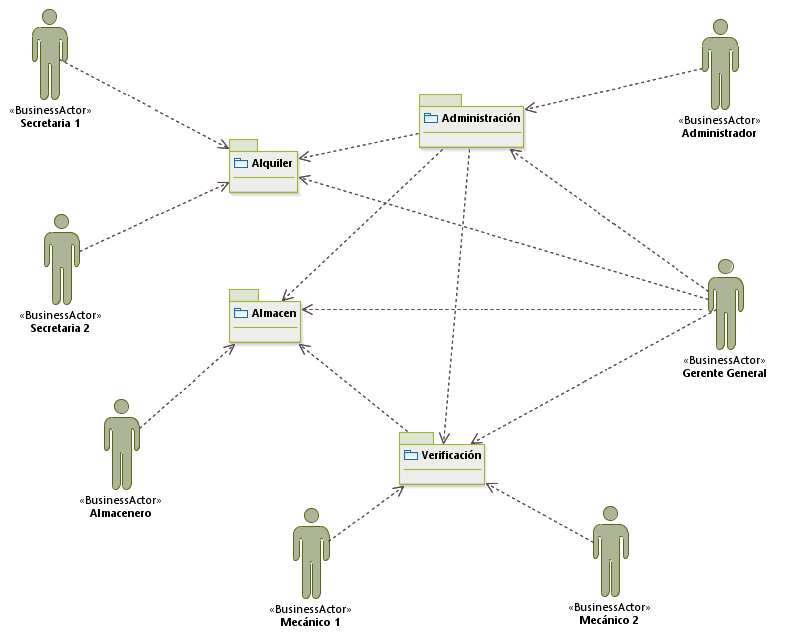 «BusinessActor»
Secretaria 1
«BusinessActor»
Administrador
Administración
Alquiler
«BusinessActor»
Secretaria 2
Almacen
«BusinessActor»
Gerente General
Verificación
«BusinessActor»
Almacenero
«BusinessActor»
Mecánico 1
«BusinessActor»
Mecánico 2